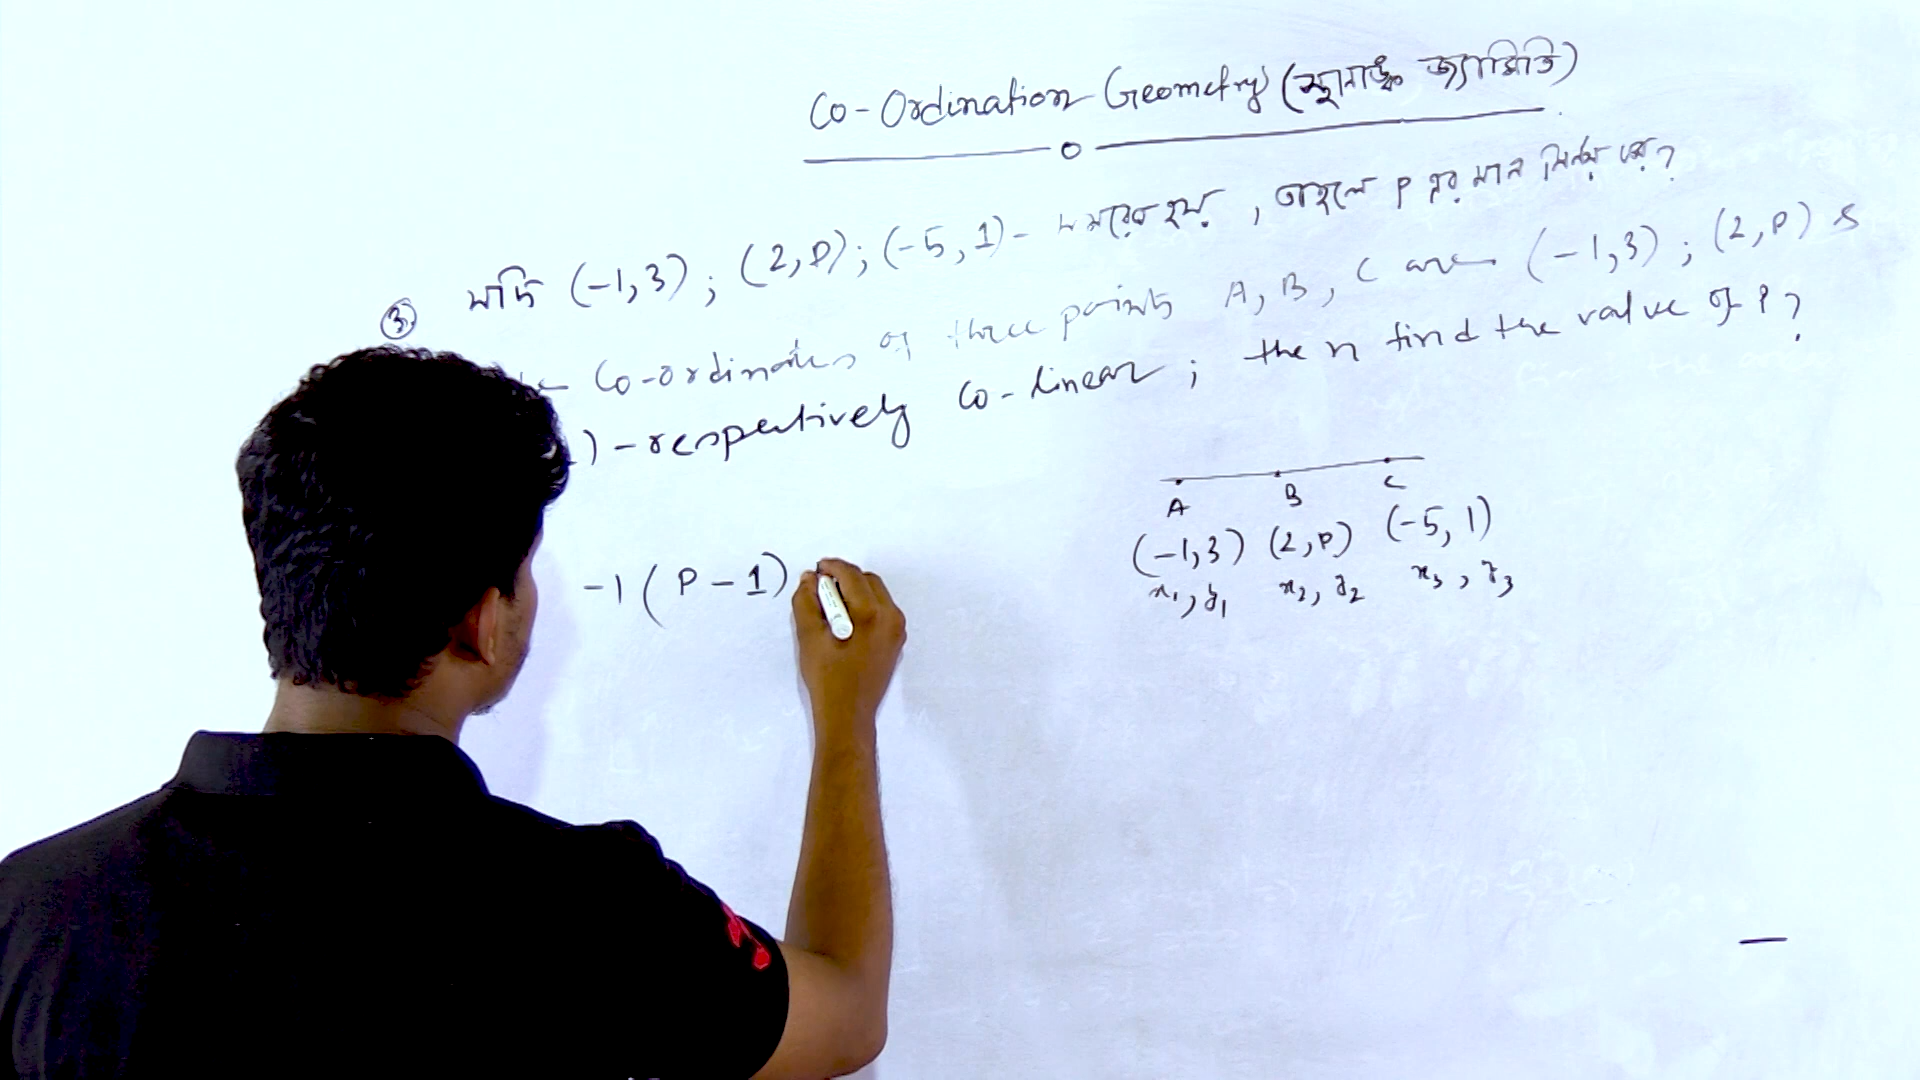 Co-Ordination Geometry (স্থানাঙ্ক জ্যামিতি)
③ যদি (-1,3); (2,P); (-5,1)- সমরেখ হয়, তাহলে P এর মান নির্ণয় কর?
Co-ordinates of three points A, B, C are (-1,3); (2,P) &
)-respectively Co-linear; then find the value of P?
A B C
(-1,3) (2,P) (-5,1)
x₁, y₁ x₂, y₂ x₃, y₃
-1(P-1)